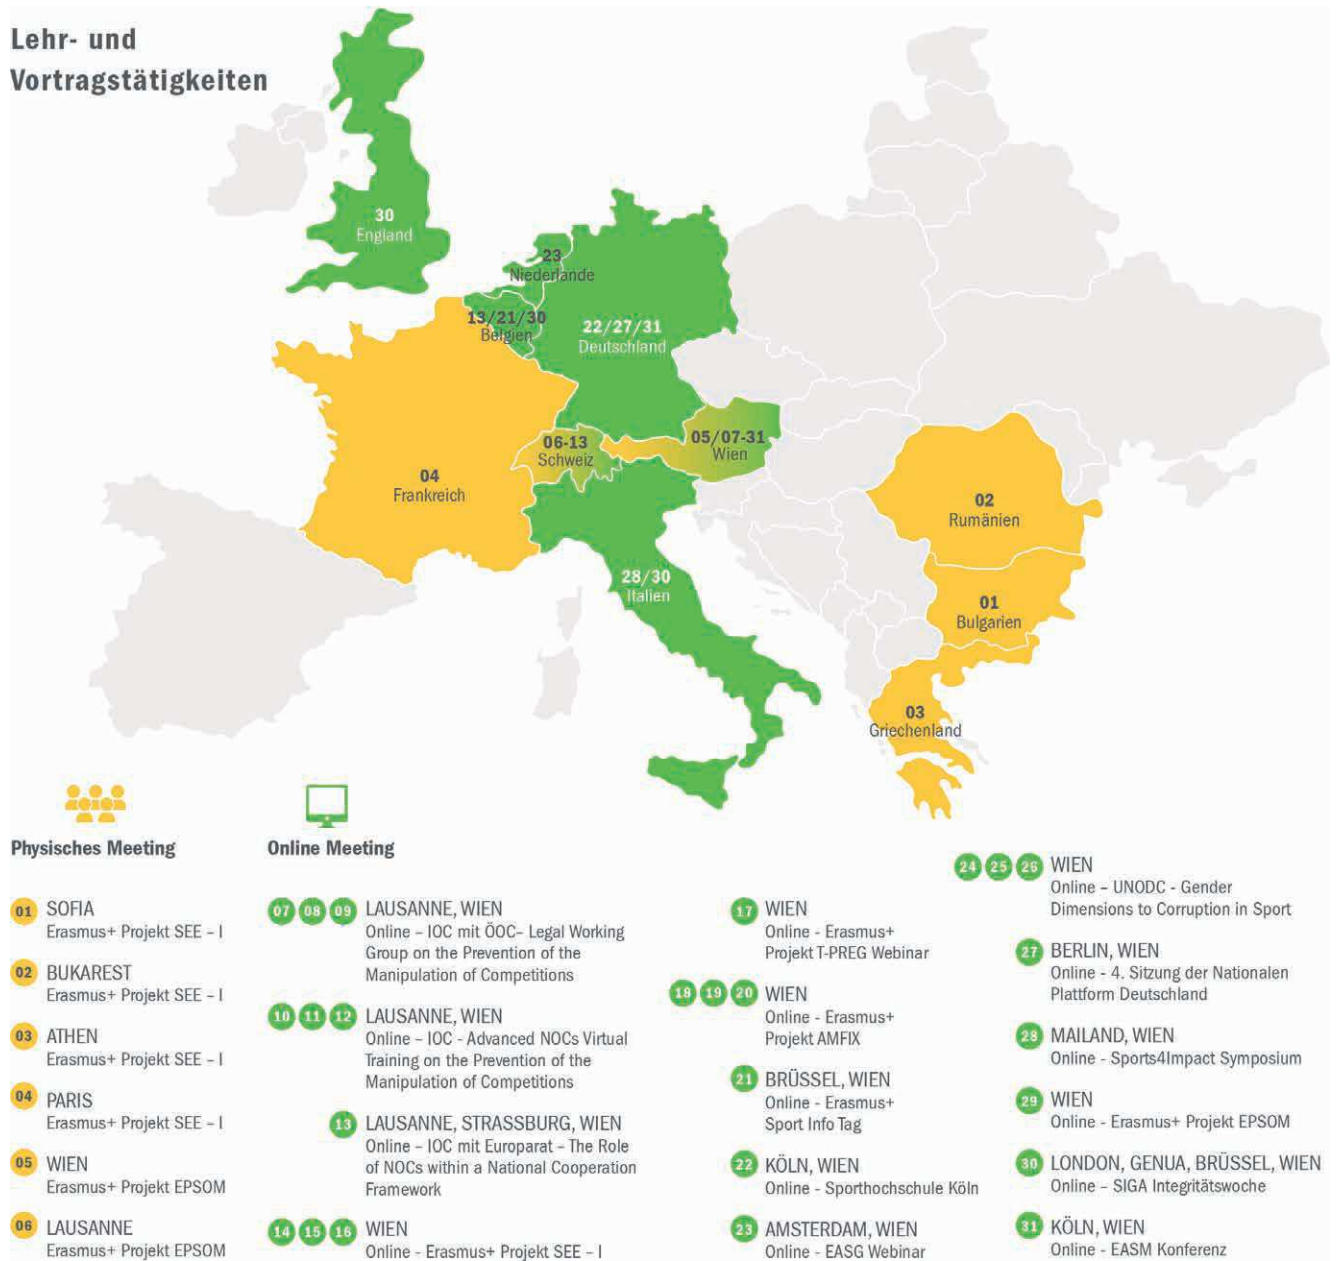 Lehr- und
Vortragstätigkeiten
30
England
23
Niederlande
13/21/30
Belgien
22/27/31
Deutschland
06-13
Schweiz
05/07-31
Wien
04
Frankreich
02
Rumänien
28/30
Italien
01
Bulgarien
03
Griechenland
Physisches Meeting
01 SOFIA
Erasmus+ Projekt SEE – I
02 BUKAREST
Erasmus+ Projekt SEE – I
03 ATHEN
Erasmus+ Projekt SEE – I
04 PARIS
Erasmus+ Projekt SEE – I
05 WIEN
Erasmus+ Projekt EPSOM
06 LAUSANNE
Erasmus+ Projekt EPSOM
Online Meeting
07 08 09 LAUSANNE, WIEN
Online – IOC mit ÖOC– Legal Working
Group on the Prevention of the
Manipulation of Competitions
10 11 12 LAUSANNE, WIEN
Online – IOC - Advanced NOCs Virtual
Training on the Prevention of the
Manipulation of Competitions
13 LAUSANNE, STRASSBURG, WIEN
Online – IOC mit Europarat – The Role
of NOCs within a National Cooperation
Framework
14 15 16 WIEN
Online - Erasmus+ Projekt SEE – I
17 WIEN
Online - Erasmus+
Projekt T-PREG Webinar
18 19 20 WIEN
Online - Erasmus+
Projekt AMFIX
21 BRÜSSEL, WIEN
Online - Erasmus+
Sport Info Tag
22 KÖLN, WIEN
Online - Sporthochschule Köln
23 AMSTERDAM, WIEN
Online - EASG Webinar
24 25 26 WIEN
Online – UNODC - Gender
Dimensions to Corruption in Sport
27 BERLIN, WIEN
Online - 4. Sitzung der Nationalen
Plattform Deutschland
28 MAILAND, WIEN
Online - Sports4Impact Symposium
29 WIEN
Online - Erasmus+ Projekt EPSOM
30 LONDON, GENUA, BRÜSSEL, WIEN
Online – SIGA Integritätswoche
31 KÖLN, WIEN
Online - EASM Konferenz